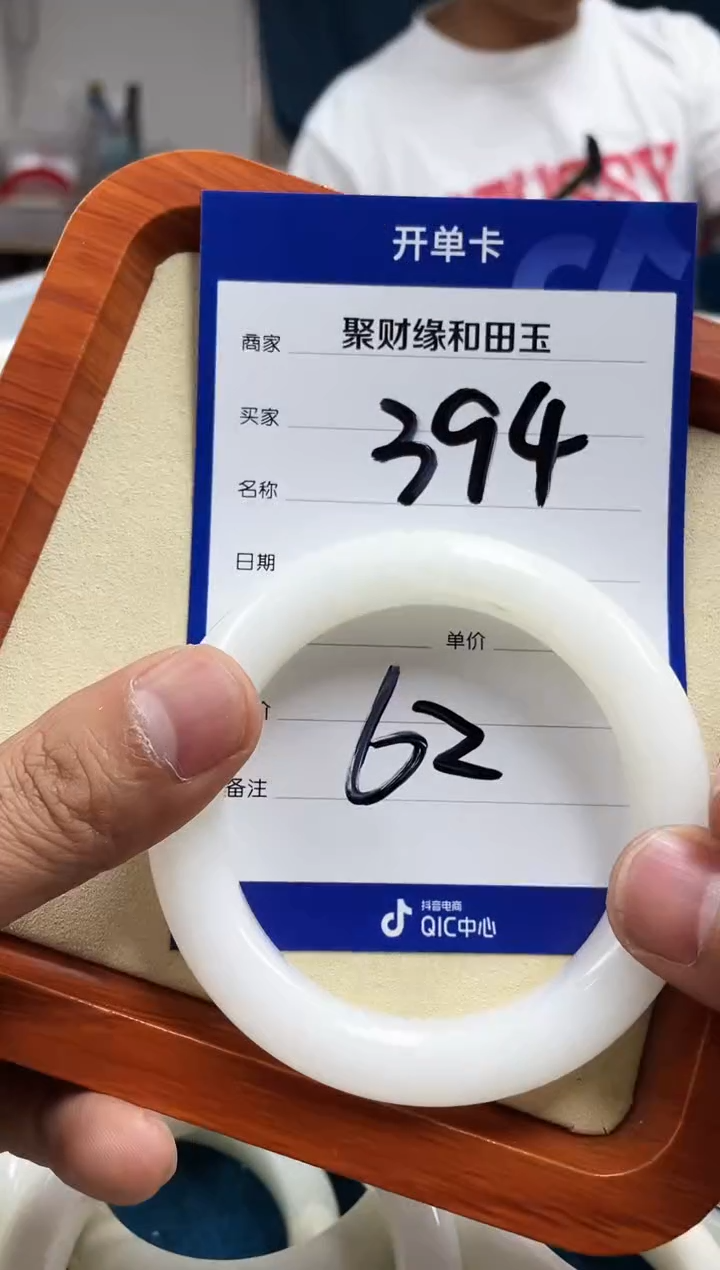 开单卡
商家 聚财缘和田玉
买家
394
名称
日期
单价
价
62
备注
抖音电商
QIC中心